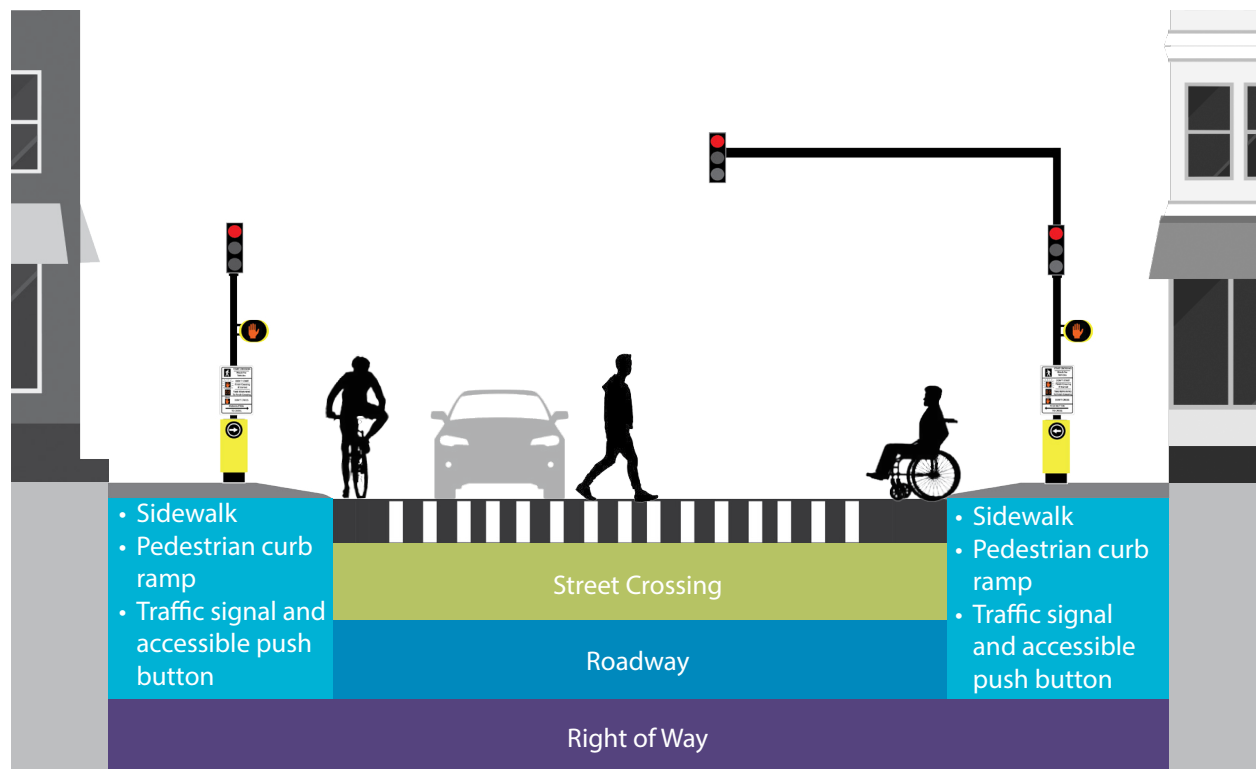 • Sidewalk
• Pedestrian curb
ramp
• Traffic signal and
accessible push
button
Street Crossing
Roadway
• Sidewalk
• Pedestrian curb
ramp
• Traffic signal
and accessible
push button
Right of Way